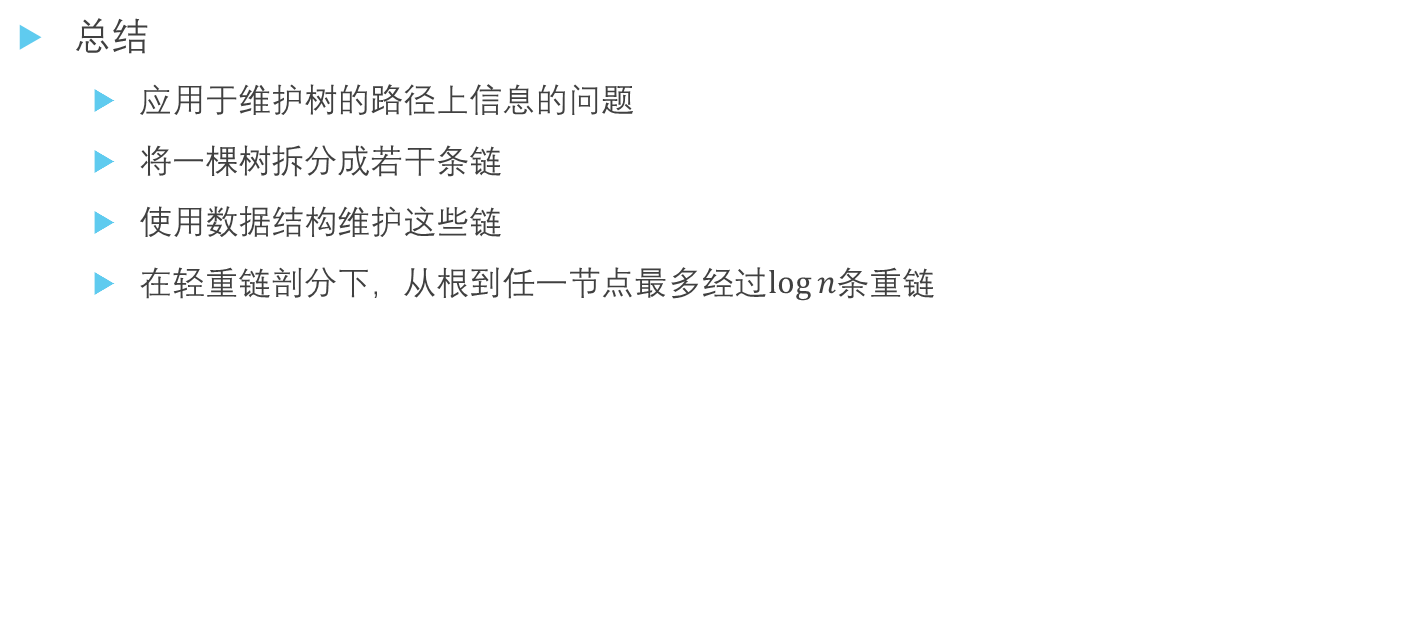 总结
应用于维护树的路径上信息的问题
将一棵树拆分成若干条链
使用数据结构维护这些链
在轻重链剖分下，从根到任一节点最多经过log n条重链